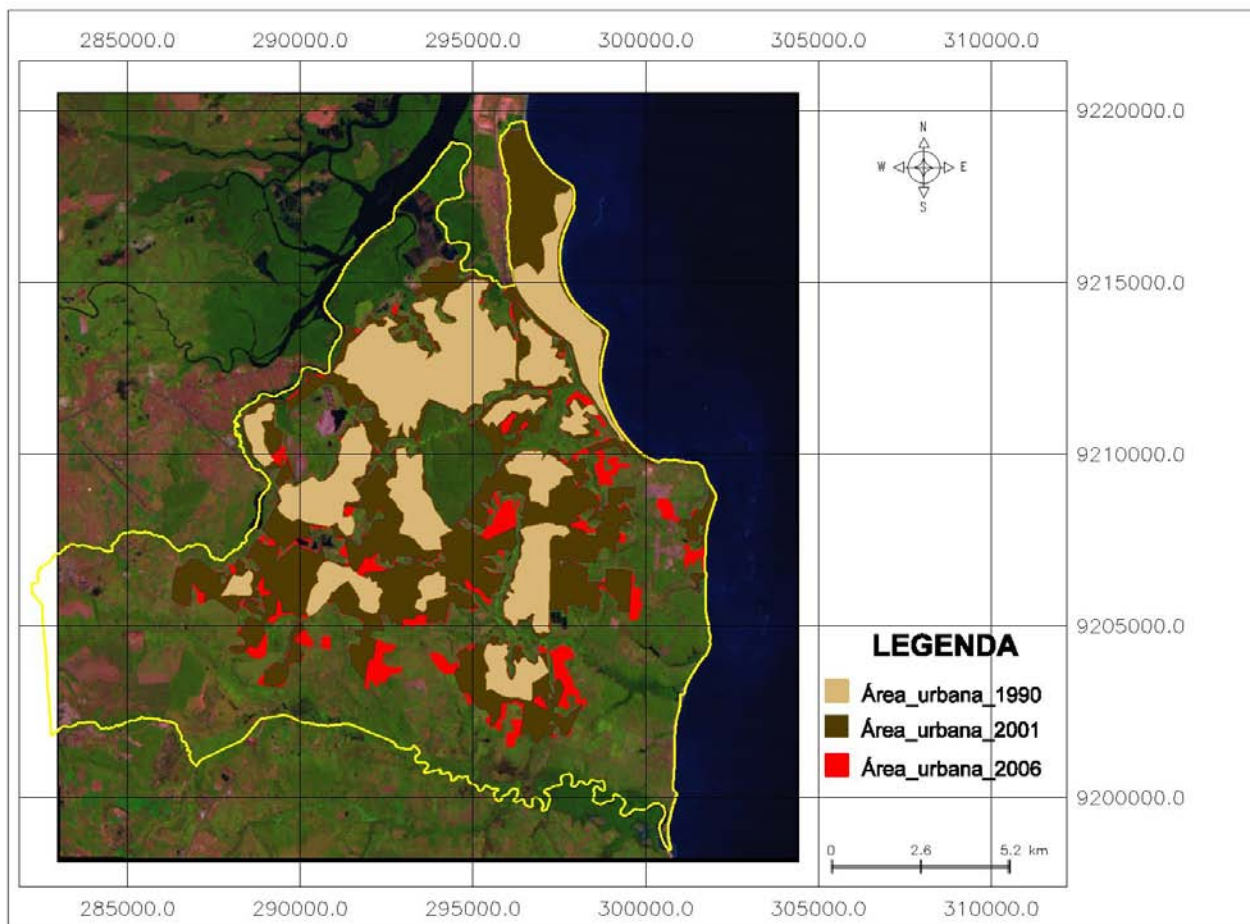 285000.0 290000.0 295000.0 300000.0 305000.0 310000.0
9220000.0
N
W E
S
9215000.0
9210000.0
9205000.0
LEGENDA
Área_urbana_1990
Área_urbana_2001
Área_urbana_2006
9200000.0
0 2.6 5.2 km
285000.0 290000.0 295000.0 300000.0 305000.0 310000.0